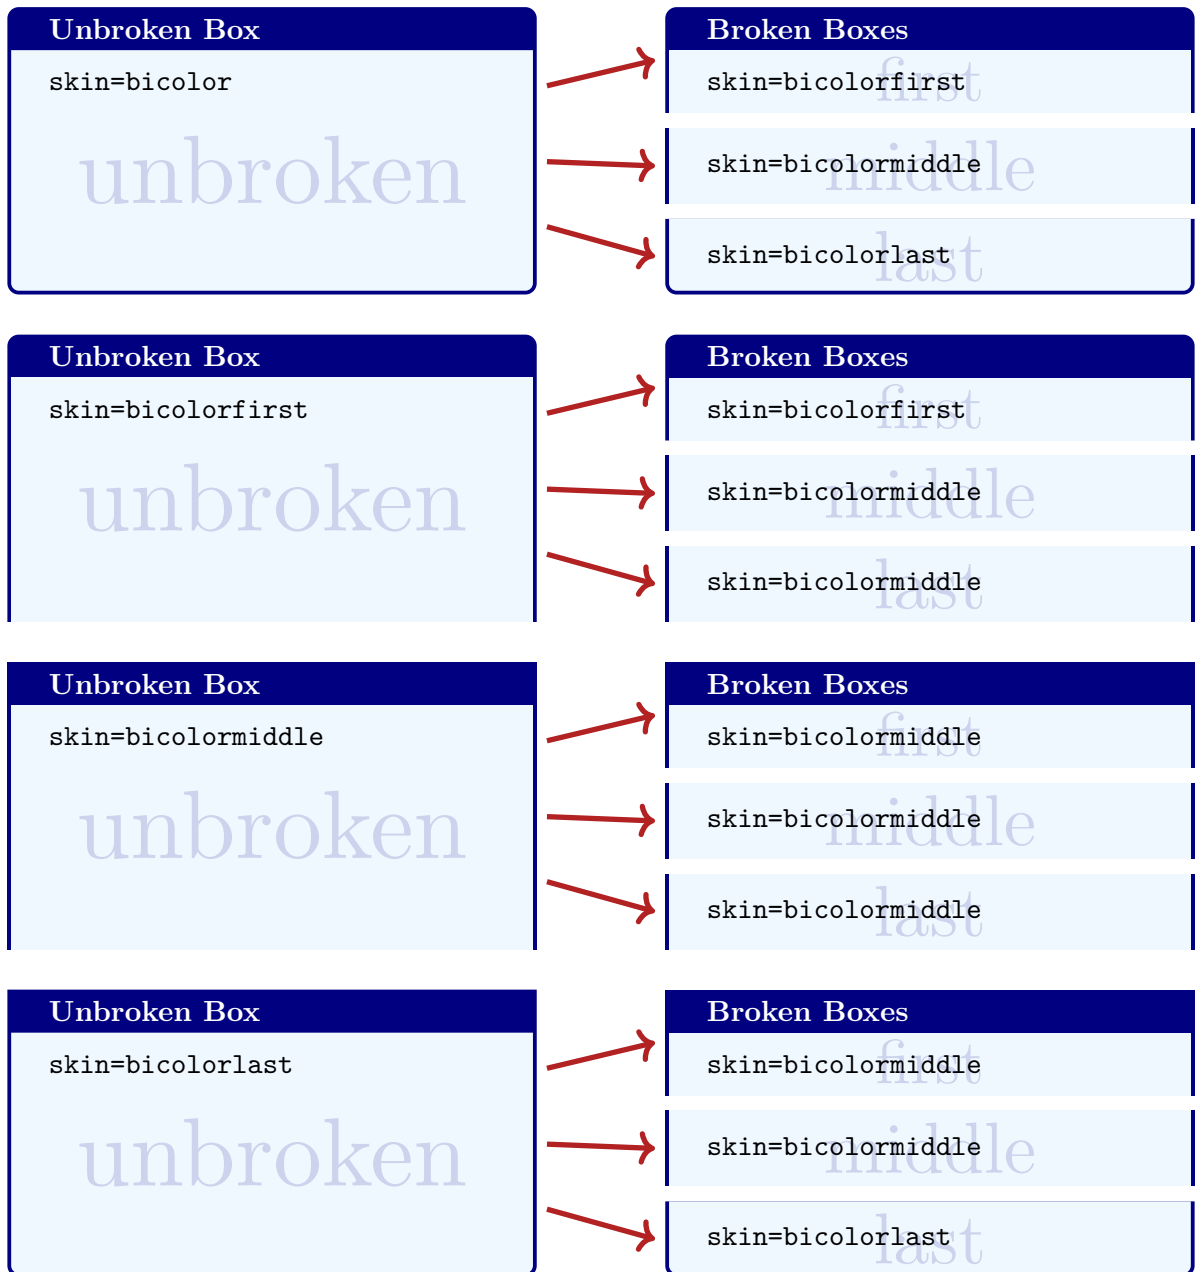 Unbroken Box
skin=bicolor
unbroken
Broken Boxes
first
skin=bicolorfirst
middle
skin=bicolormiddle
last
skin=bicolorlast
Unbroken Box
skin=bicolorfirst
unbroken
Broken Boxes
first
skin=bicolorfirst
middle
skin=bicolormiddle
last
skin=bicolormiddle
Unbroken Box
skin=bicolormiddle
unbroken
Broken Boxes
first
skin=bicolormiddle
middle
skin=bicolormiddle
last
skin=bicolormiddle
Unbroken Box
skin=bicolorlast
unbroken
Broken Boxes
first
skin=bicolormiddle
middle
skin=bicolormiddle
last
skin=bicolorlast